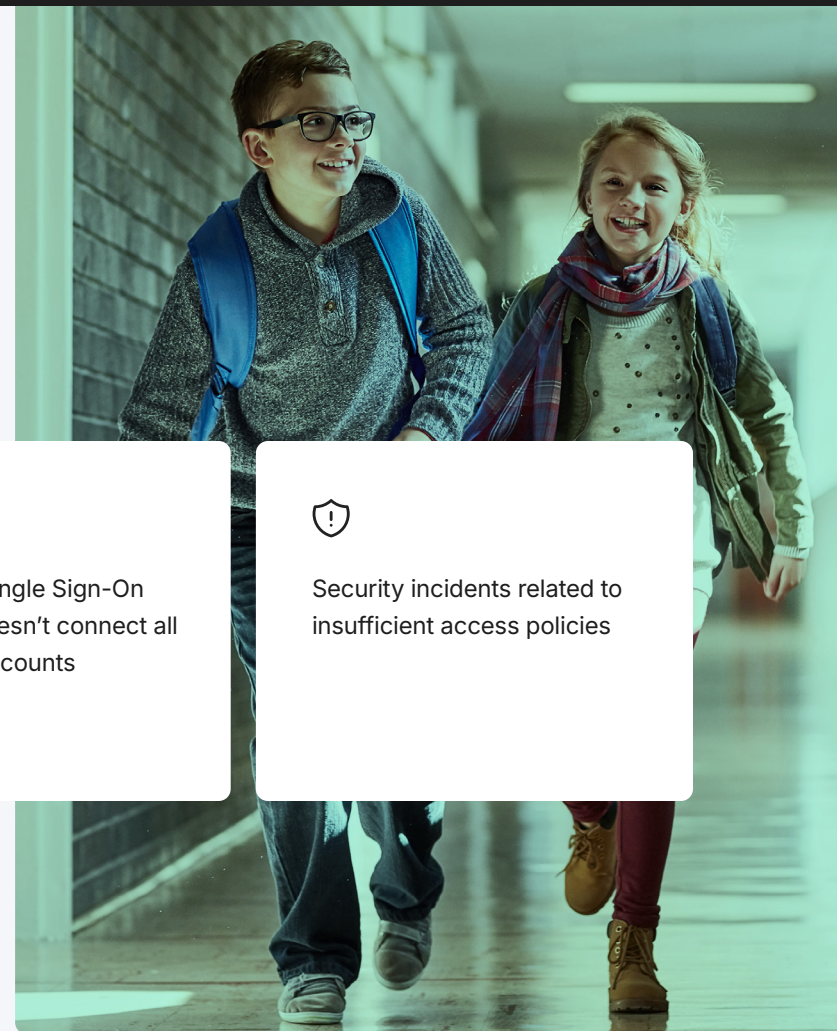 ngle Sign-On
esn’t connect all
counts
Security incidents related to
insufficient access policies